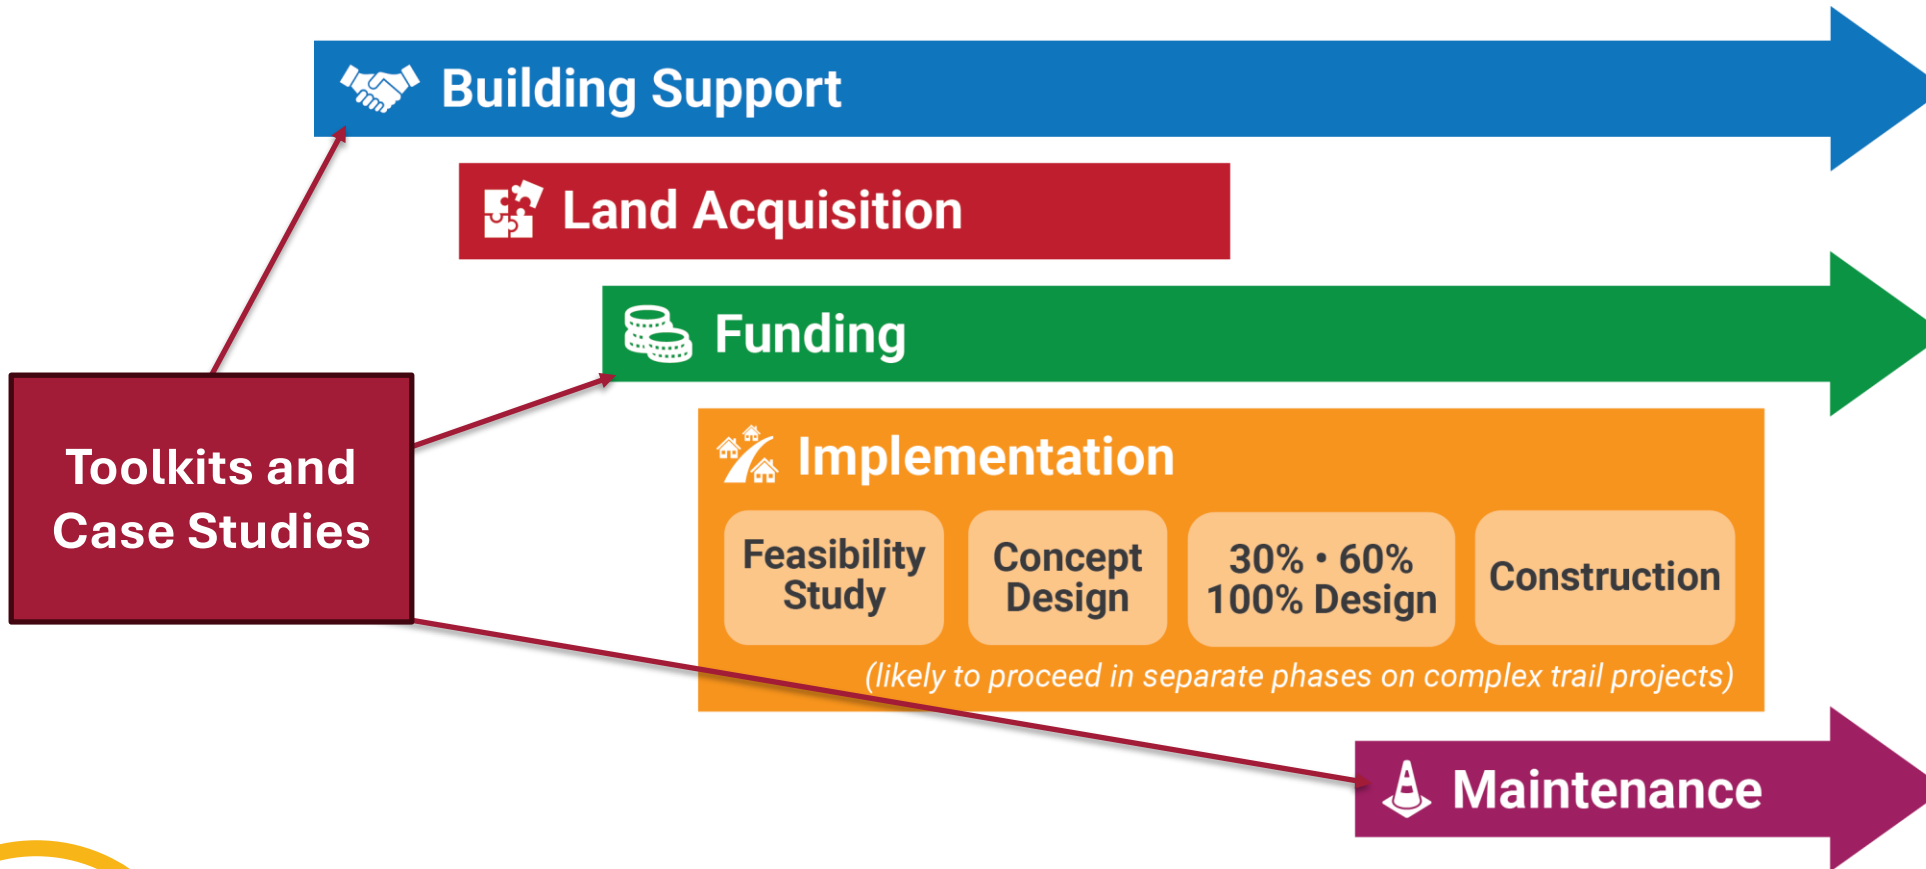 Building Support
Land Acquisition
Funding
Toolkits and
Case Studies
Implementation
Feasibility
Study
Concept
Design
30% • 60%
100% Design
Construction
(likely to proceed in separate phases on complex trail projects)
Maintenance